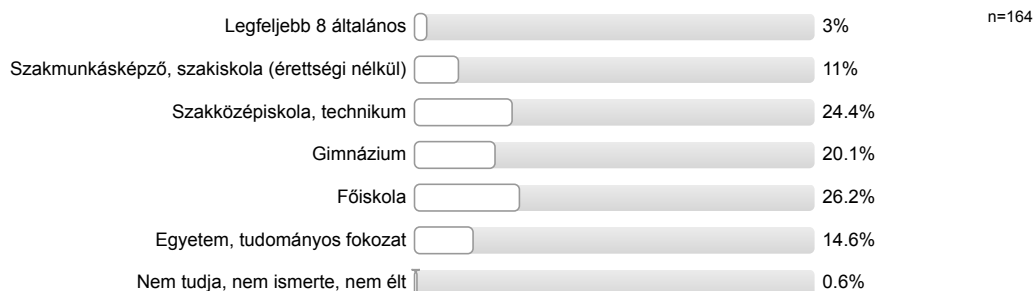 Legfeljebb 8 általános 3% n=164
Szakmunkásképző, szakiskola (érettségi nélkül) 11%
Szakközépiskola, technikum 24.4%
Gimnázium 20.1%
Főiskola 26.2%
Egyetem, tudományos fokozat 14.6%
Nem tudja, nem ismerte, nem élt 0.6%